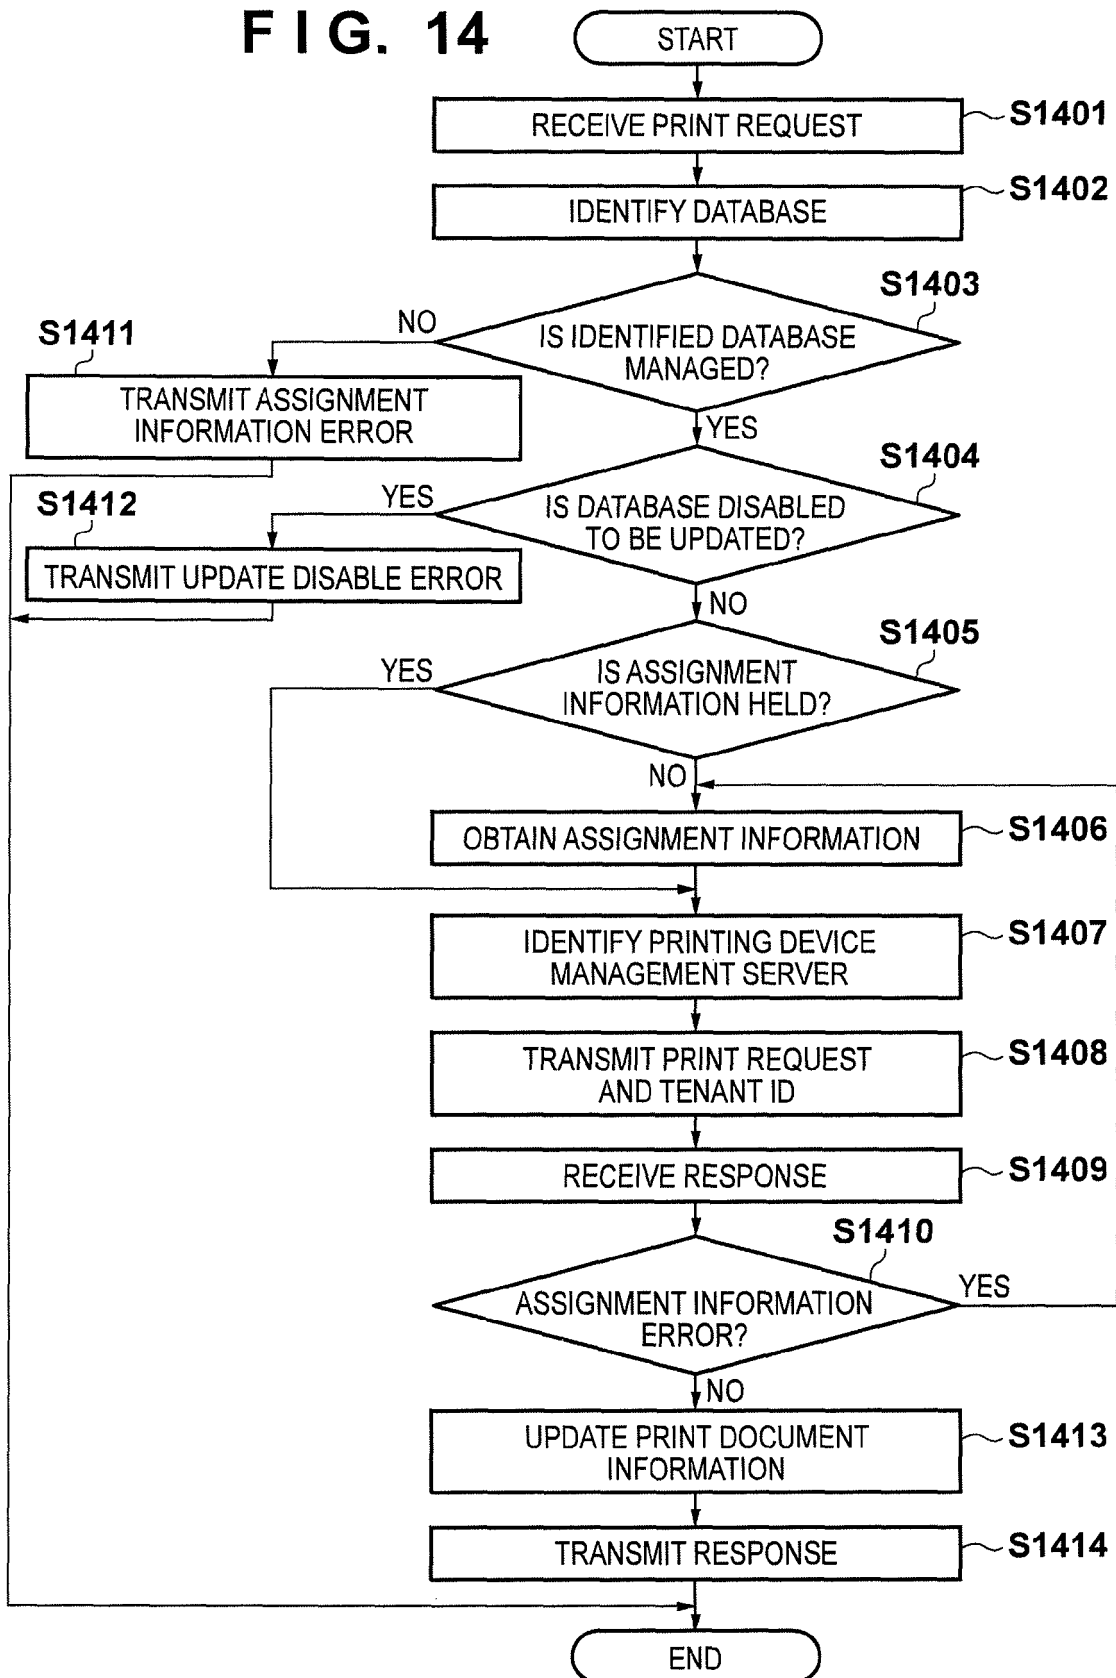 FIG. 14
START
RECEIVE PRINT REQUEST
S1401
IDENTIFY DATABASE
S1402
IS IDENTIFIED DATABASE
MANAGED?
S1403
NO
YES
S1411
TRANSMIT ASSIGNMENT
INFORMATION ERROR
IS DATABASE DISABLED
TO BE UPDATED?
S1404
YES
NO
S1412
TRANSMIT UPDATE DISABLE ERROR
IS ASSIGNMENT
INFORMATION HELD?
S1405
YES
NO
OBTAIN ASSIGNMENT INFORMATION
S1406
IDENTIFY PRINTING DEVICE
MANAGEMENT SERVER
S1407
TRANSMIT PRINT REQUEST
AND TENANT ID
S1408
RECEIVE RESPONSE
S1409
ASSIGNMENT INFORMATION
ERROR?
S1410
YES
NO
UPDATE PRINT DOCUMENT
INFORMATION
S1413
TRANSMIT RESPONSE
S1414
END